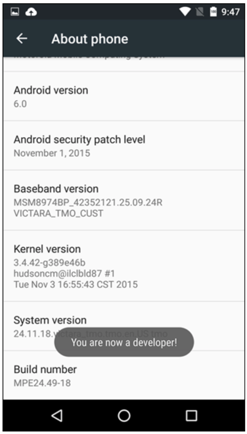 9:47
About phone
Android version
6.0
Android security patch level
November 1, 2015
Baseband version
MSM8974BP_42352121.25.09.24R
VICTARA_TMO_CUST
Kernel version
3.4.42-g389e46b
hudsoncm@ilclbld87 #1
Tue Nov 3 16:55:43 CST 2015
System version
24.11.18.
You are now a developer!
Build number
MPE24.49-18